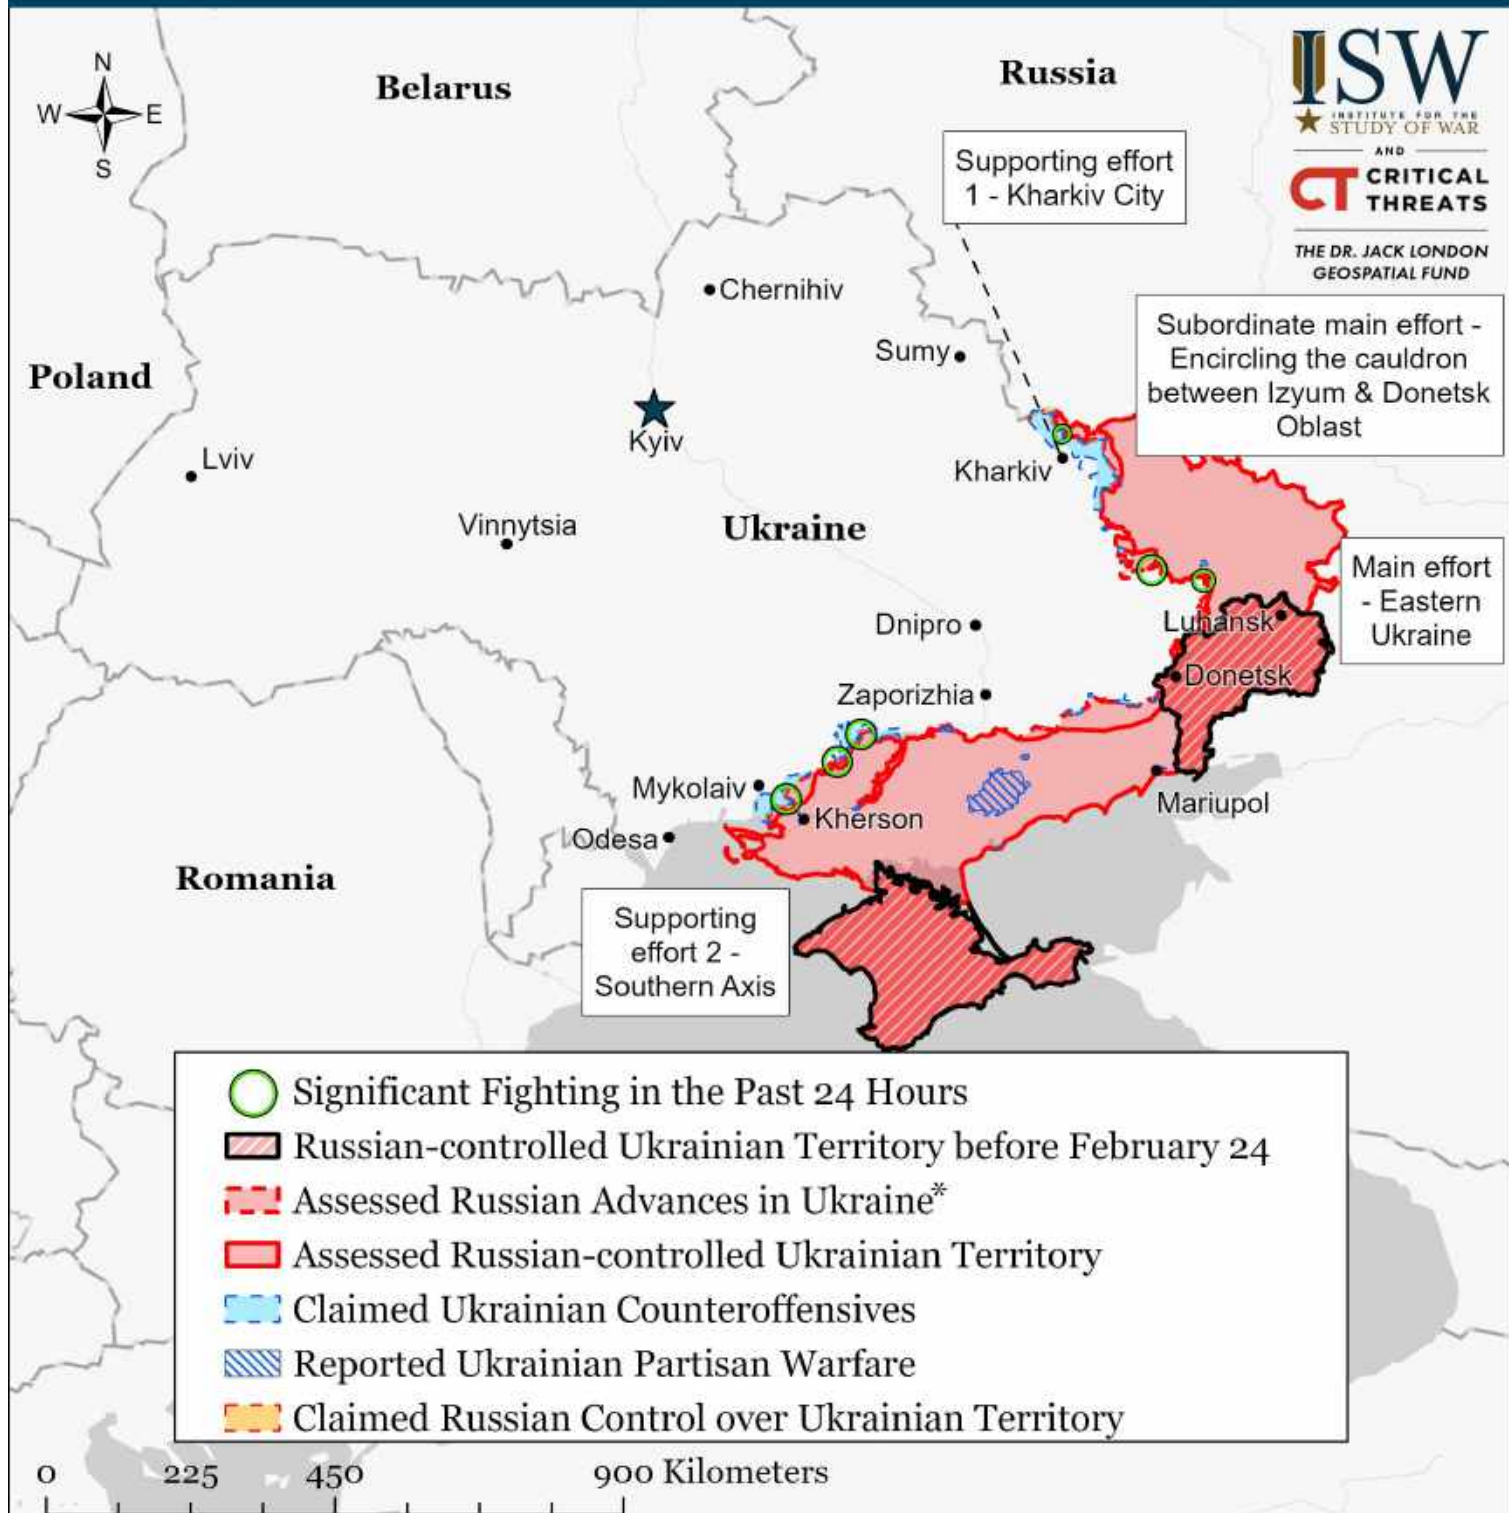 N
W E
S
Belarus
Russia
ISW
INSTITUTE FOR THE
STUDY OF WAR
AND
CT CRITICAL
THREATS
THE DR. JACK LONDON
GEOSPATIAL FUND
Supporting effort
1 - Kharkiv City
Chernihiv
Subordinate main effort -
Encircling the cauldron
between Izyum & Donetsk
Oblast
Sumy
Poland
Kyiv
Lviv
Kharkiv
Vinnytsia
Ukraine
Main effort
- Eastern
Ukraine
Dnipro
Luhansk
Donetsk
Zaporizhia
Mykolaiv
Mariupol
Kherson
Odesa
Romania
Supporting
effort 2 -
Southern Axis
Significant Fighting in the Past 24 Hours
Russian-controlled Ukrainian Territory before February 24
Assessed Russian Advances in Ukraine*
Assessed Russian-controlled Ukrainian Territory
Claimed Ukrainian Counteroffensives
Reported Ukrainian Partisan Warfare
Claimed Russian Control over Ukrainian Territory
0 225 450 900 Kilometers